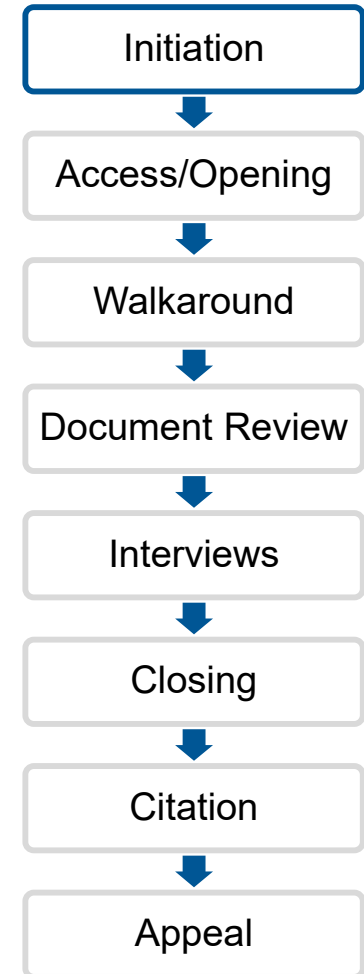 Initiation
Access/Opening
Walkaround
Document Review
Interviews
Closing
Citation
Appeal